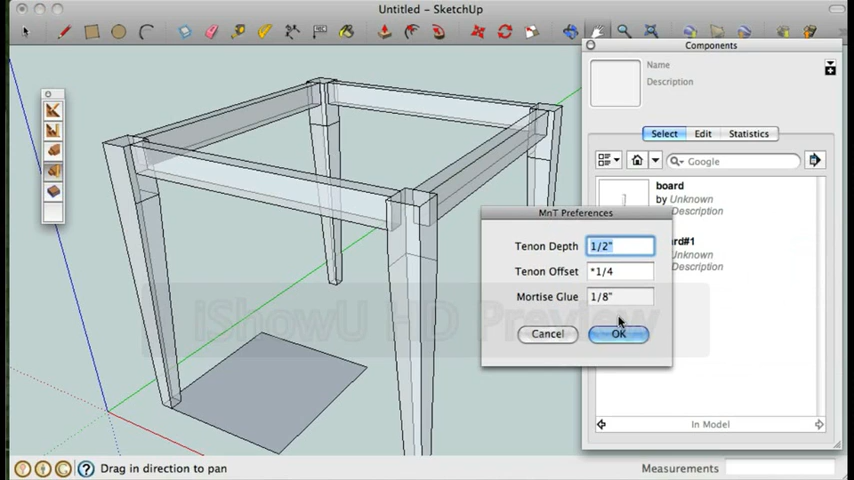 Untitled - SketchUp
Components
Name
Description
Select
Edit
Statistics
Google
board
by Unknown
Description
rd#1
Unknown
Description
MnT Preferences
Tenon Depth 1/2"
Tenon Offset *1/4
Mortise Glue 1/8"
Cancel
OK
iShowU HD Preview
In Model
Drag in direction to pan
Measurements